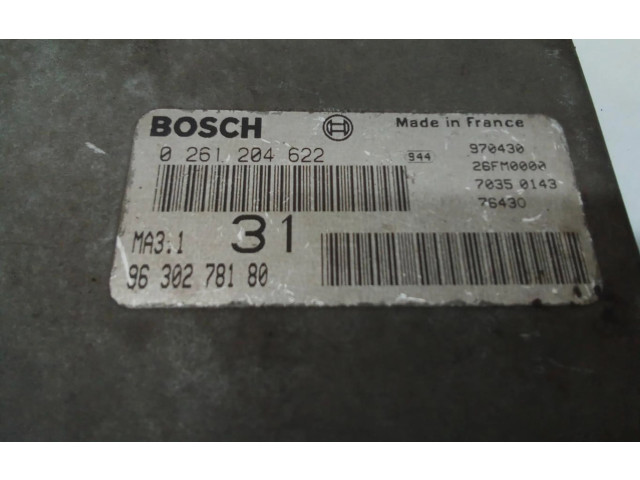 BOSCH Made in France
0 261 204 622 944 970430
26FM0000
7035 0143
76430
MA3.1 31
96 302 781 80